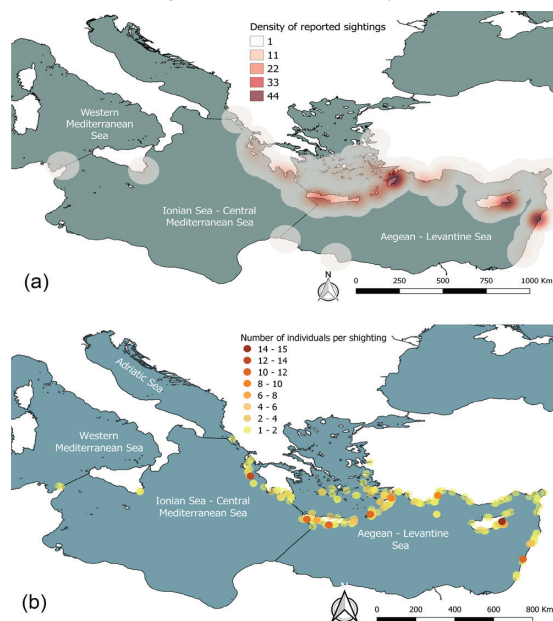 Density of reported sightings
1
11
22
33
44
Western
Mediterranean
Sea
Ionian Sea - Central
Mediterranean Sea
Aegean - Levantine Sea
N
0 250 500 750 1000 Km
(a)
Number of individuals per shighting
14 - 15
12 - 14
10 - 12
8 - 10
6 - 8
4 - 6
2 - 4
1 - 2
Adriatic Sea
Western
Mediterranean Sea
Ionian Sea - Central
Mediterranean Sea
Aegean - Levantine
Sea
N
0 200 400 600 800 Km
(b)